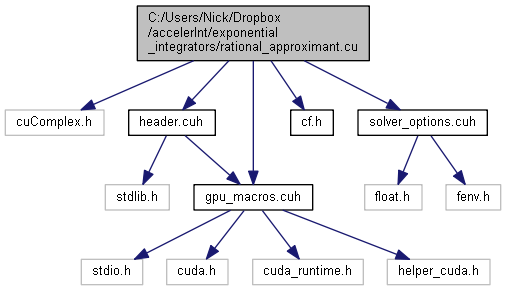 C:/Users/Nick/Dropbox
/accelerInt/exponential
_integrators/rational_approximant.cu
cuComplex.h
header.cuh
cf.h
solver_options.cuh
stdlib.h
gpu_macros.cuh
float.h
fenv.h
stdio.h
cuda.h
cuda_runtime.h
helper_cuda.h